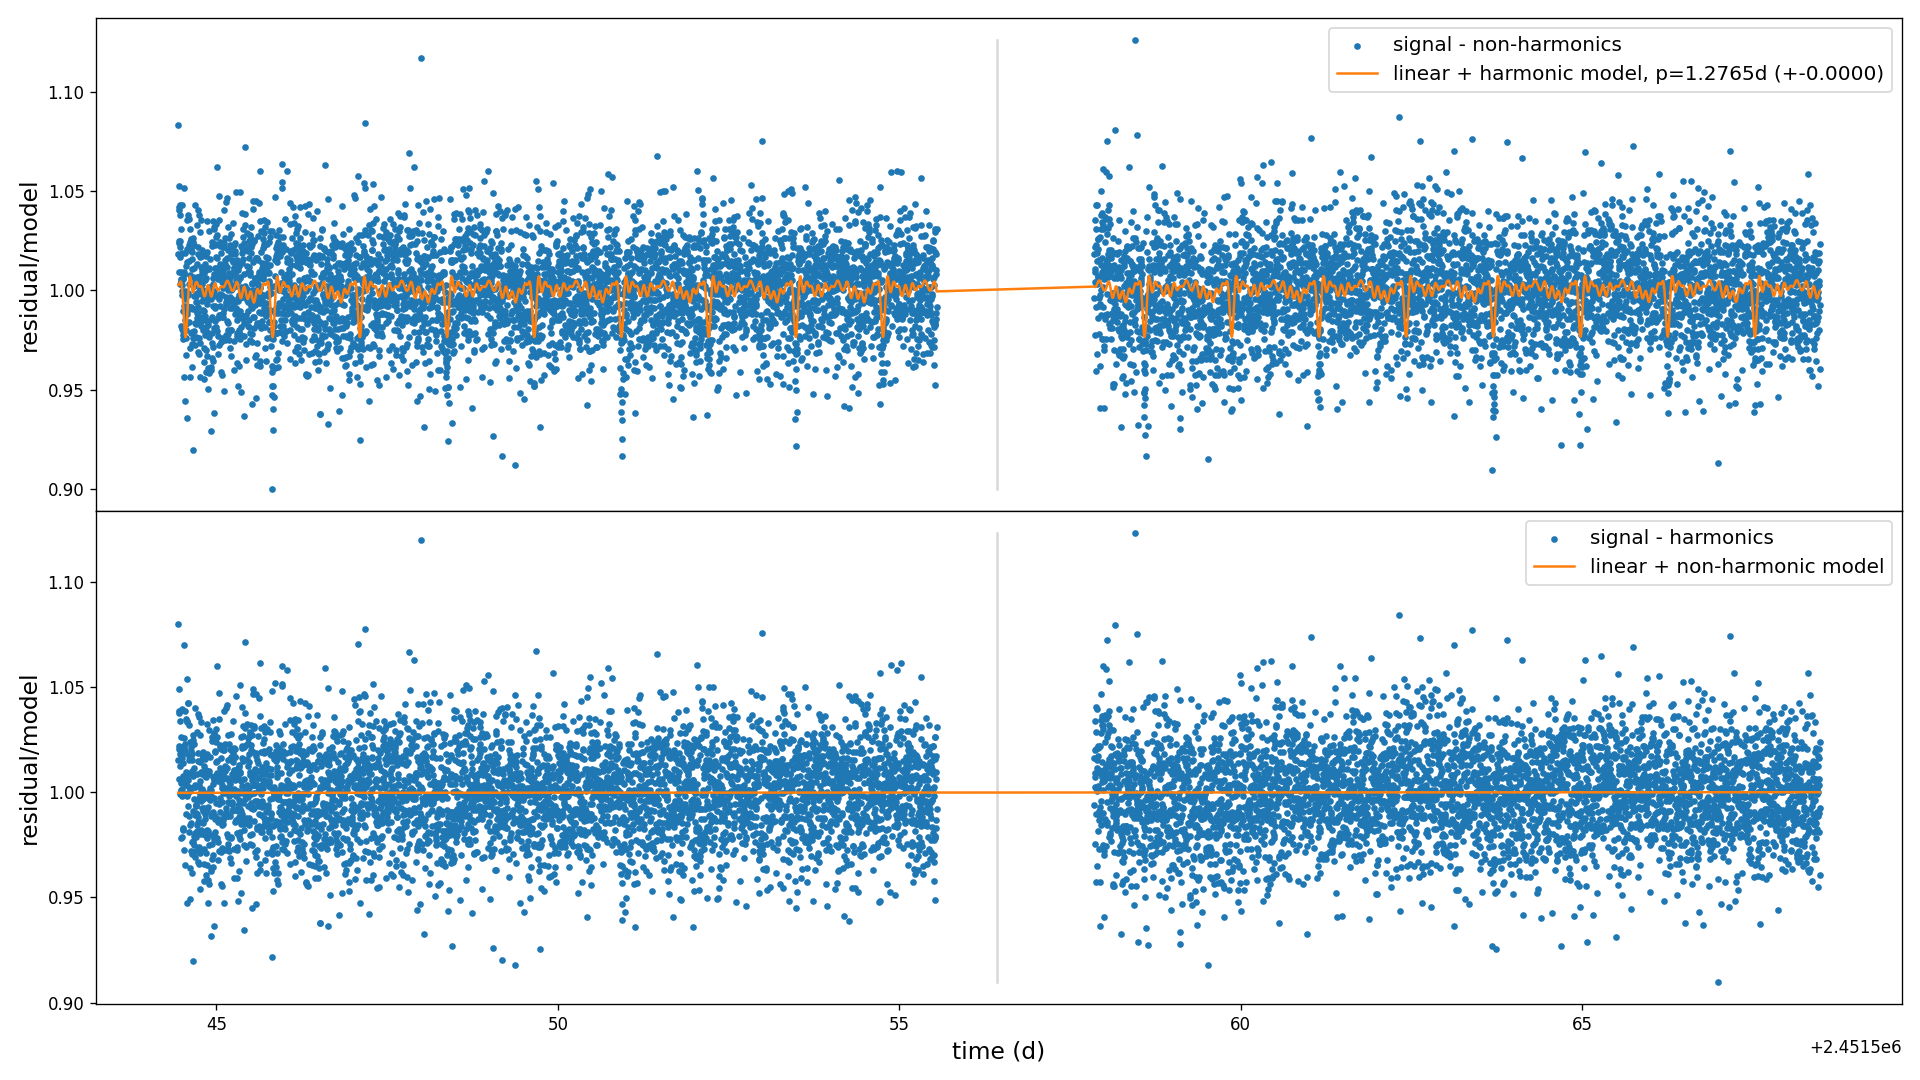 signal - non-harmonics
linear + harmonic model, p=1.2765d (+-0.0000)
1.10
1.05
1.00
0.95
0.90
residual/model
signal - harmonics
linear + non-harmonic model
1.10
1.05
1.00
0.95
0.90
residual/model
45
50
55
60
65
time (d)
+2.4515e6